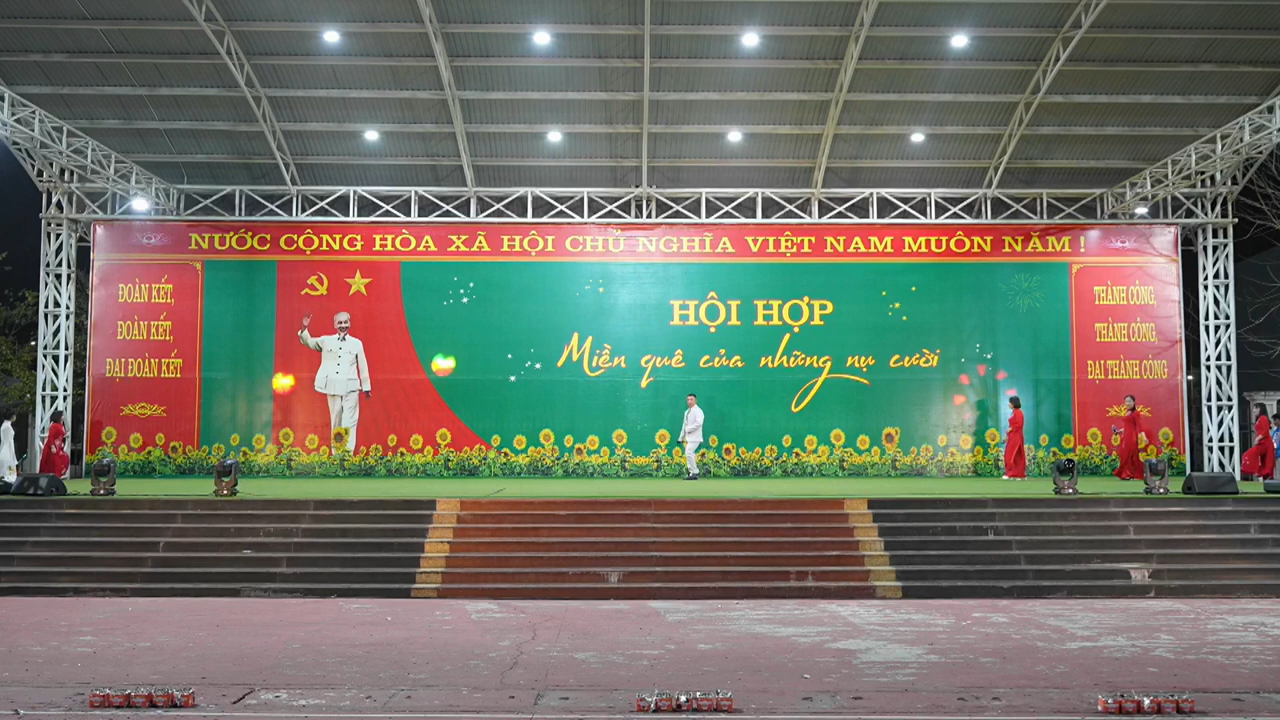 NƯỚC CỘNG HÒA XÃ HỘI CHỦ NGHĨA VIỆT NAM MUÔN NĂM !
ĐOÀN KẾT,
ĐOÀN KẾT,
ĐẠI ĐOÀN KẾT
HỘI HỢP
Miền quê của những nụ cười
THÀNH CÔNG,
THÀNH CÔNG,
ĐẠI THÀNH CÔNG